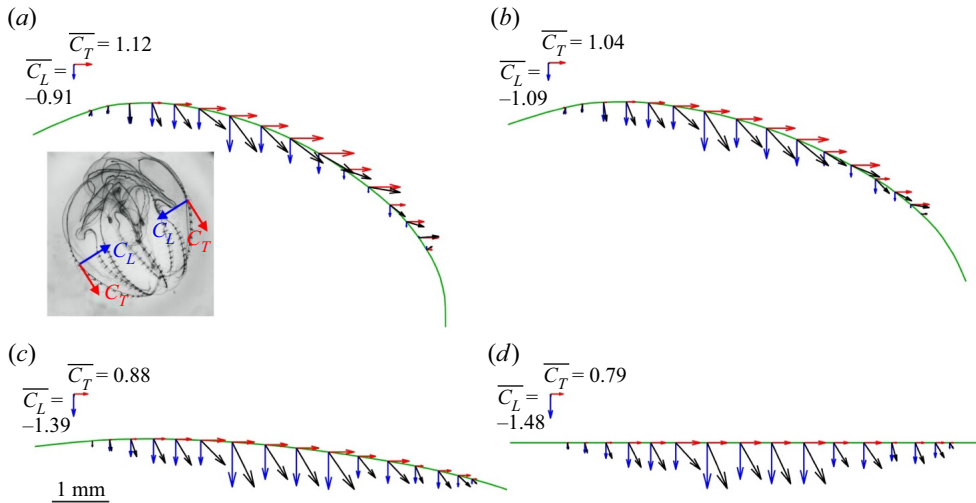 (a)
C_T = 1.12
C_L =
–0.91
C_L
C_T
C_L
C_T
(b)
C_T = 1.04
C_L =
–1.09
(c)
C_T = 0.88
C_L =
–1.39
1 mm
(d)
C_T = 0.79
C_L =
–1.48